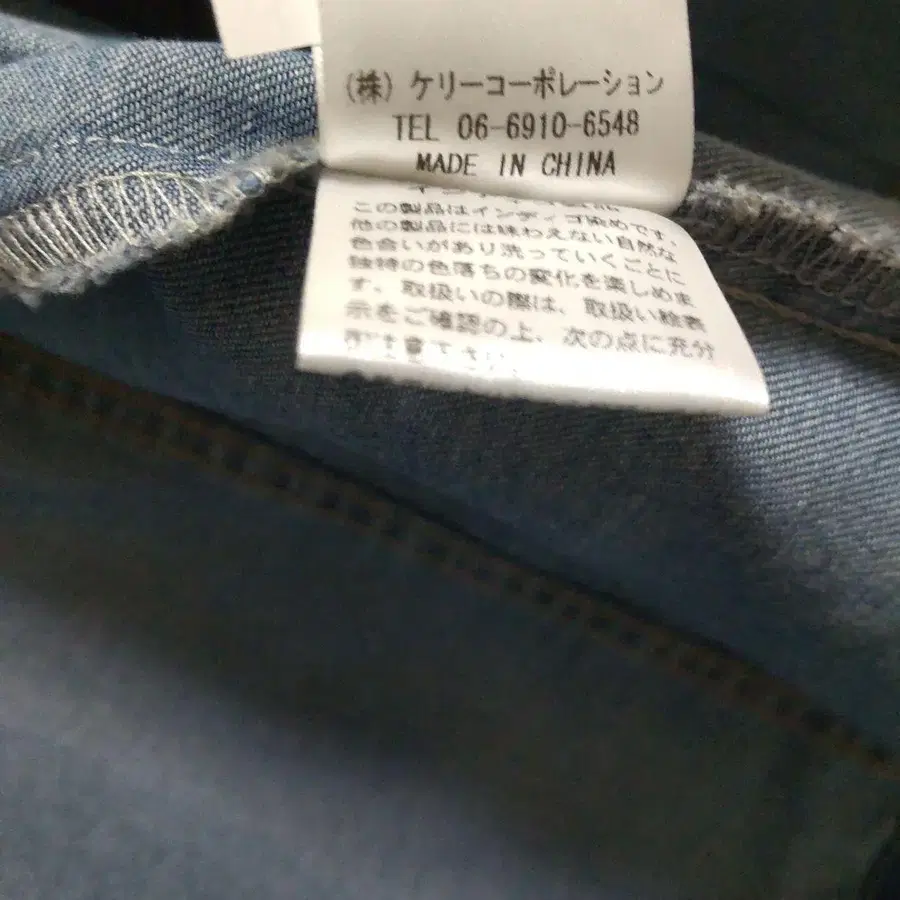 (株) ケリーコーポレーション
TEL 06-6910-6548
MADE IN CHINA
この製品はインディゴ染めです。
他の製品には味わえない自然な
色合いがあり洗っていくごとに
独特の色落ちの変化を楽しめま
す。取扱いの際は、取扱い絵表
示をご確認の上、次の点に充分